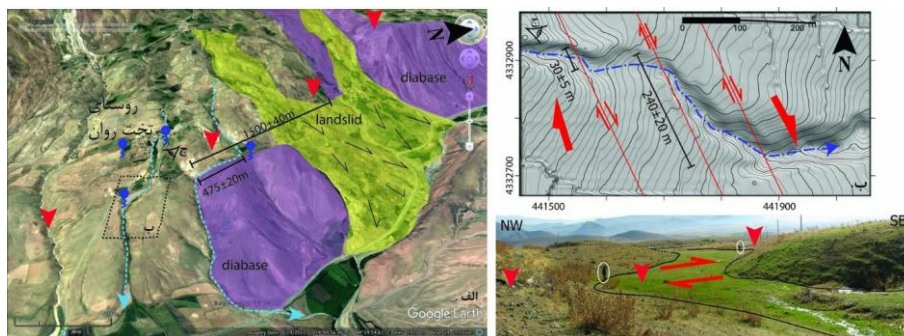 N
diabase
روستای
تخت روان
1500±40m
landslid
ج
475±20m
ب
diabase
الف
Google Earth
0
100
200
m
N
4332900
30±5 m
240±20 m
4332700
ب
441500
441900
NW
SE